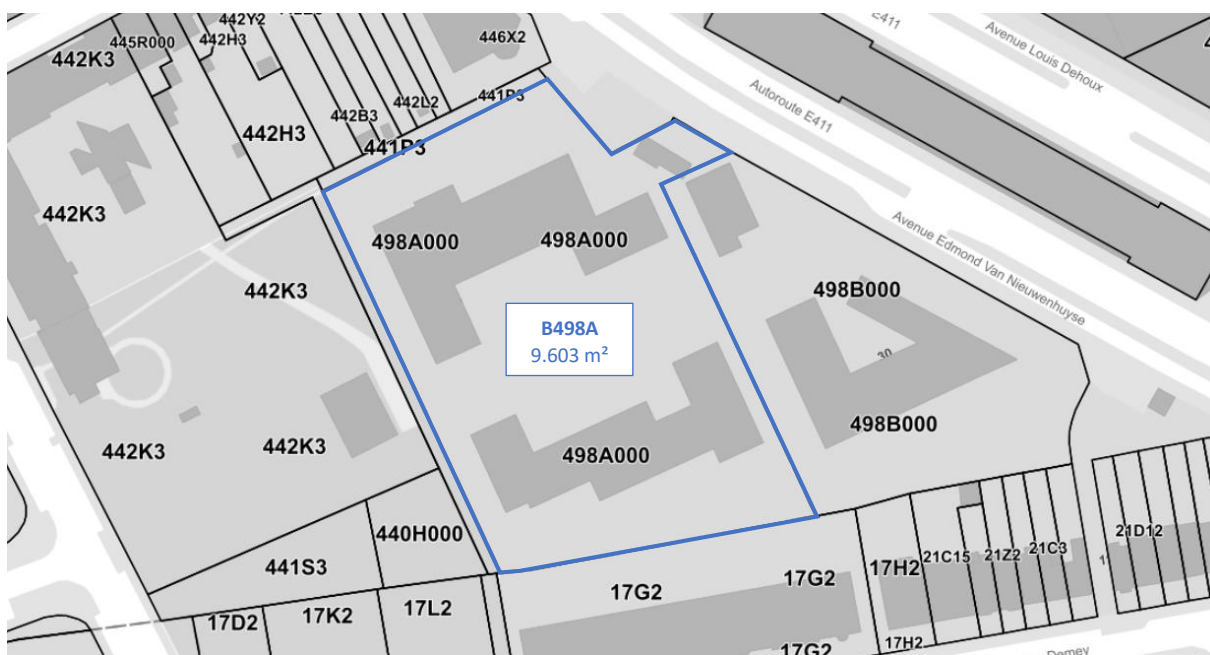 442Y2
E411
Avenue Louis Dehoux
445R000
442H3
446X2
442K3
Autoroute E411
441P3
442L2
442B3
442H3
441P3
442K3
Avenue Edmond Van Nieuwenhuyse
498A000
498A000
442K3
498B000
B498A
9.603 m²
30
498B000
442K3
442K3
498A000
440H000
21D12
441S3
21C15
21Z2
21C3
17H2
17G2
17G2
17L2
17K2
17D2
17H2
17G2
Demey